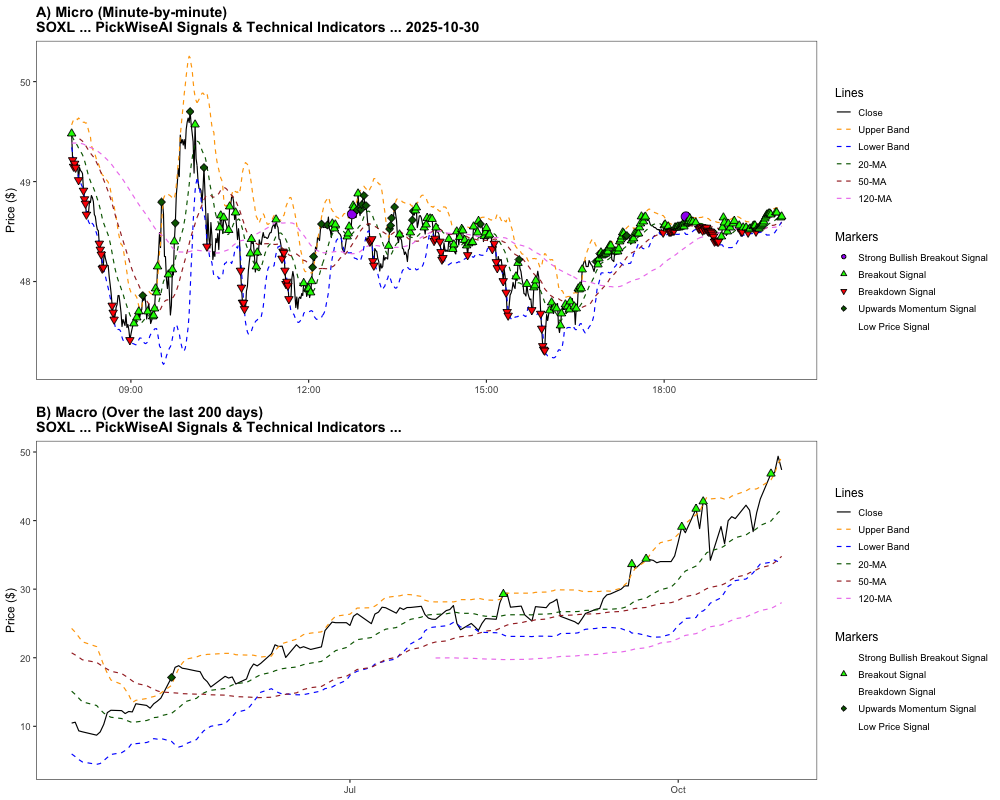 A) Micro (Minute-by-minute)
SOXL ... PickWiseAI Signals & Technical Indicators ... 2025-10-30
Price ($)
50
49
48
09:00
12:00
15:00
18:00
Lines
Close
Upper Band
Lower Band
20-MA
50-MA
120-MA
Markers
Strong Bullish Breakout Signal
Breakout Signal
Breakdown Signal
Upwards Momentum Signal
Low Price Signal
B) Macro (Over the last 200 days)
SOXL ... PickWiseAI Signals & Technical Indicators ...
Price ($)
50
40
30
20
10
Jul
Oct
Lines
Close
Upper Band
Lower Band
20-MA
50-MA
120-MA
Markers
Strong Bullish Breakout Signal
Breakout Signal
Breakdown Signal
Upwards Momentum Signal
Low Price Signal